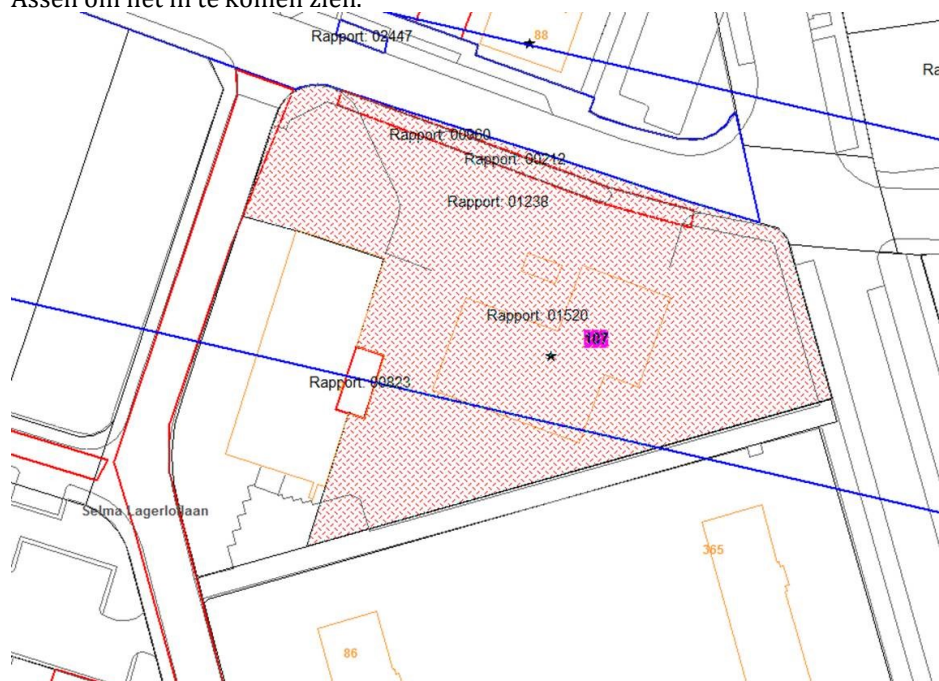 Assen om het in te komen zien.
Rapport: 02447
88
Ra
Rapport: 00060
Rapport: 00212
Rapport: 01238
Rapport: 01520
107
Rapport: 00823
Selma Lagerloflaan
365
86